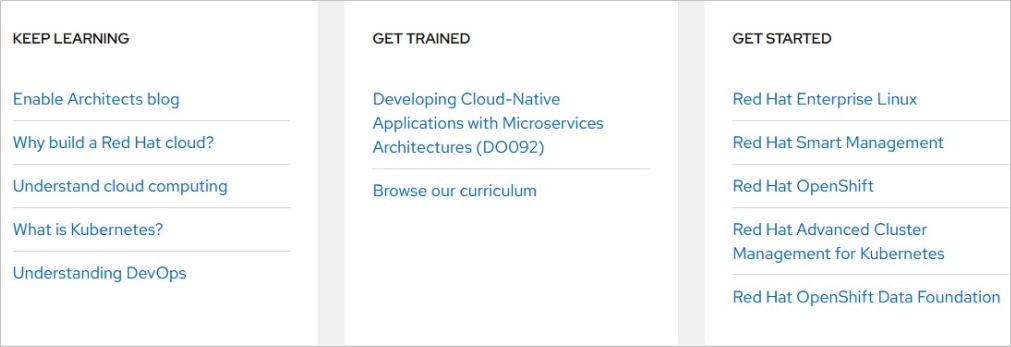 KEEP LEARNING
Enable Architects blog
Why build a Red Hat cloud?
Understand cloud computing
What is Kubernetes?
Understanding DevOps
GET TRAINED
Developing Cloud-Native
Applications with Microservices
Architectures (DO092)
Browse our curriculum
GET STARTED
Red Hat Enterprise Linux
Red Hat Smart Management
Red Hat OpenShift
Red Hat Advanced Cluster
Management for Kubernetes
Red Hat OpenShift Data Foundation